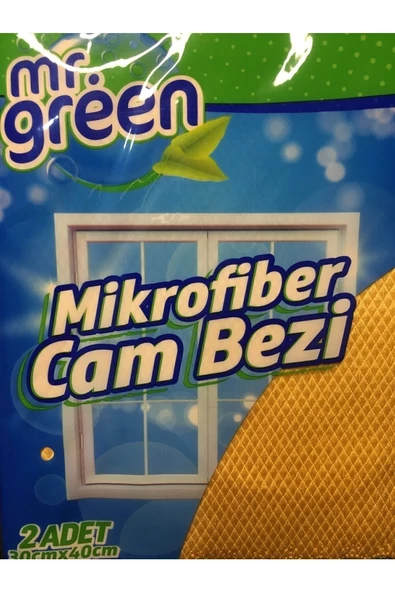 mr.
green
Mikrofiber
Cam Bezi
2 ADET
30cmx40cm